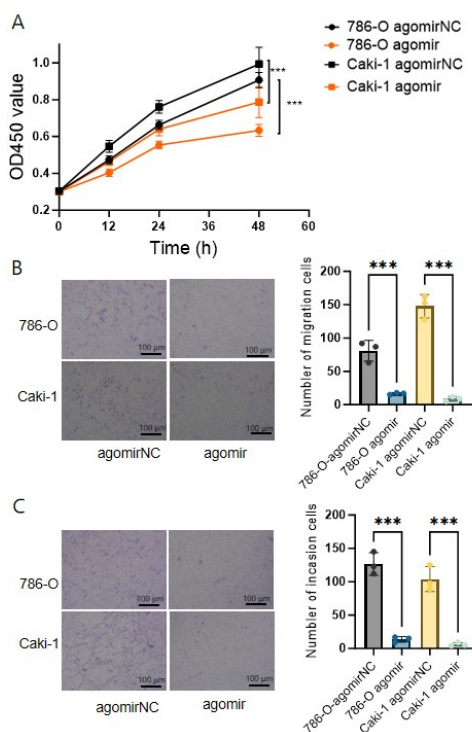 A
786-O agomirNC
786-O agomir
Caki-1 agomirNC
Caki-1 agomir
OD450 value
1.0
0.8
0.6
0.4
0.2
***
***
0 12 24 36 48 60
Time (h)
B
786-O
Caki-1
100 μm
100 μm
100 μm
100 μm
agomirNC agomir
Numbler of migration cells
200
150
100
50
0
*** ***
786-O-agomirNC
786-O agomir
Caki-1 agomirNC
Caki-1 agomir
C
786-O
Caki-1
100 μm
100 μm
100 μm
100 μm
agomirNC agomir
Numbler of incasion cells
200
150
100
50
0
*** ***
786-O-agomirNC
786-O agomir
Caki-1 agomirNC
Caki-1 agomir